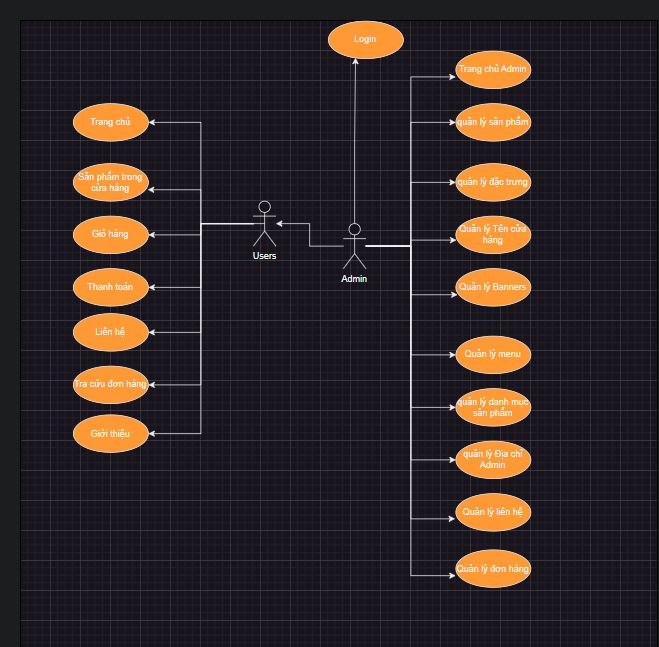 Login
Trang chủ Admin
Trang chủ
quản lý sản phẩm
Sản phẩm trong
cửa hàng
quản lý đặc trưng
Giỏ hàng
Quản lý Tên cửa
hàng
Users
Admin
Thanh toán
Quản lý Banners
Liên hệ
Quản lý menu
Tra cứu đơn hàng
quản lý danh mục
sản phẩm
Giới thiệu
quản lý Địa chỉ
Admin
Quản lý liên hệ
Quản lý đơn hàng